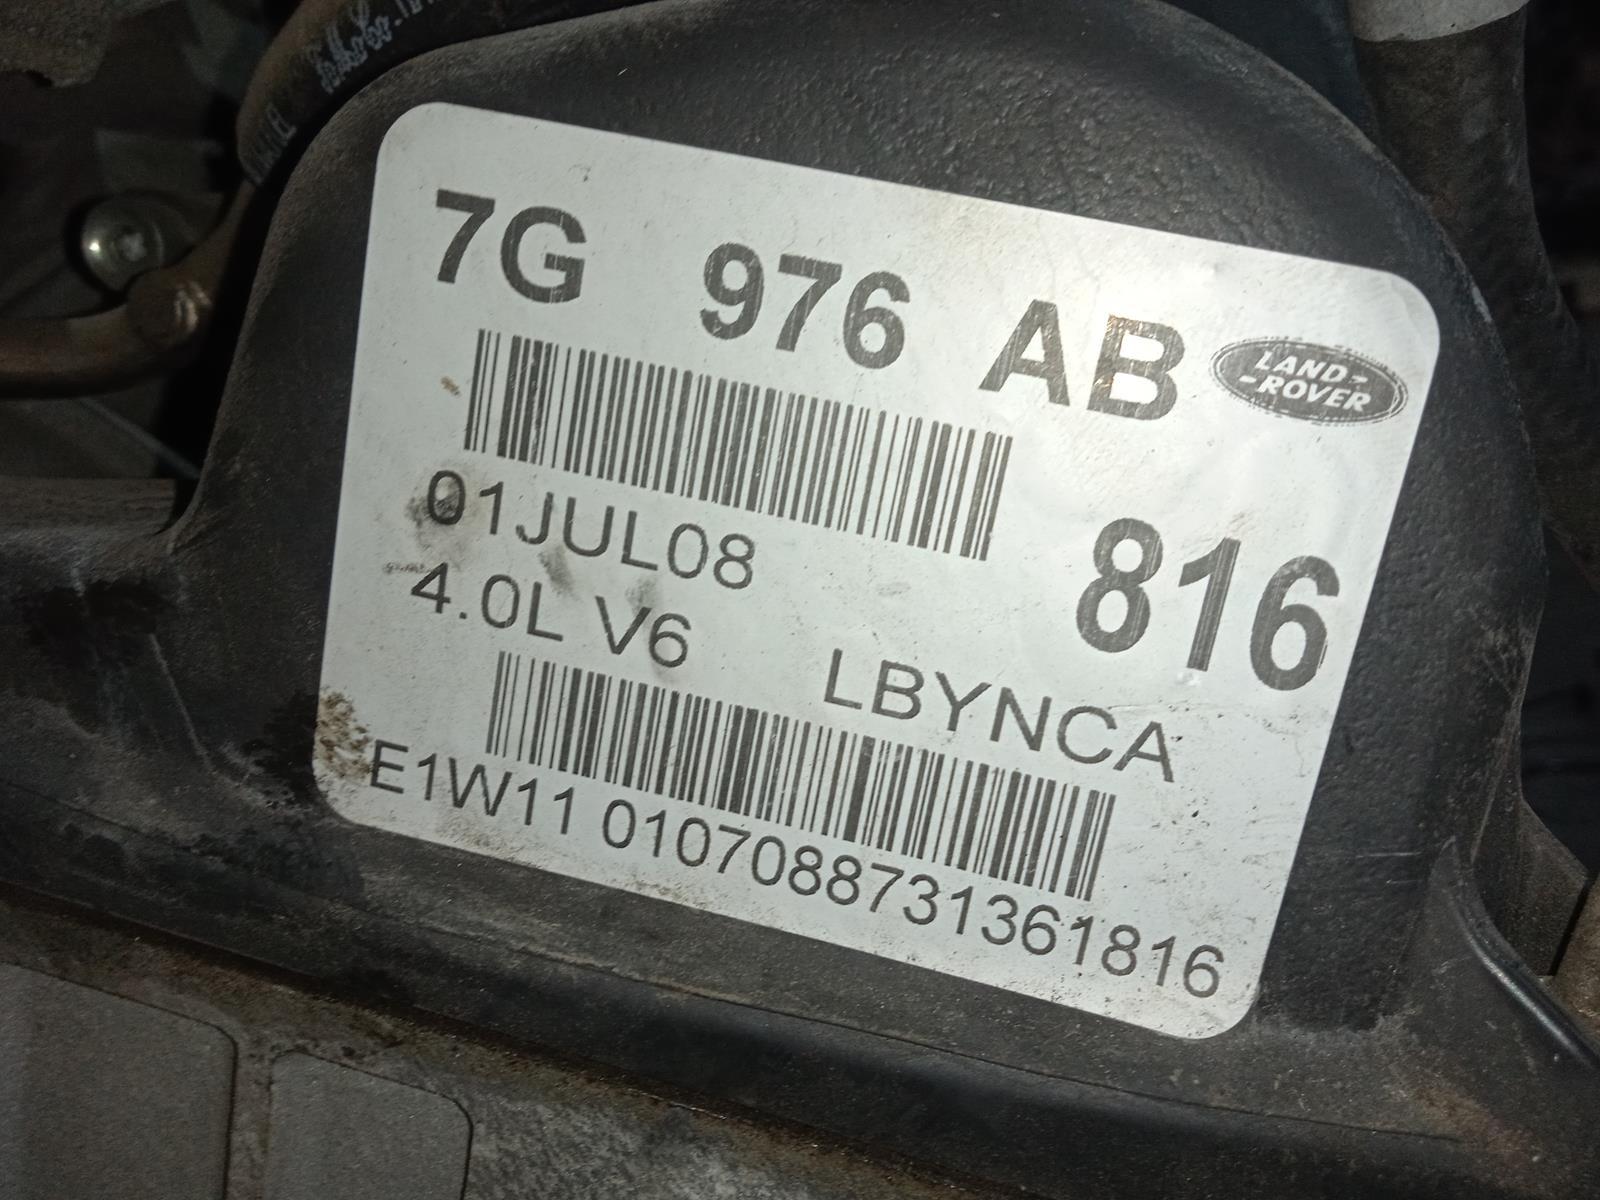 7G 976 AB
LAND-
-ROVER
01JUL08
816
4.0L V6
LBYNCA
E1W11 0107088731361816